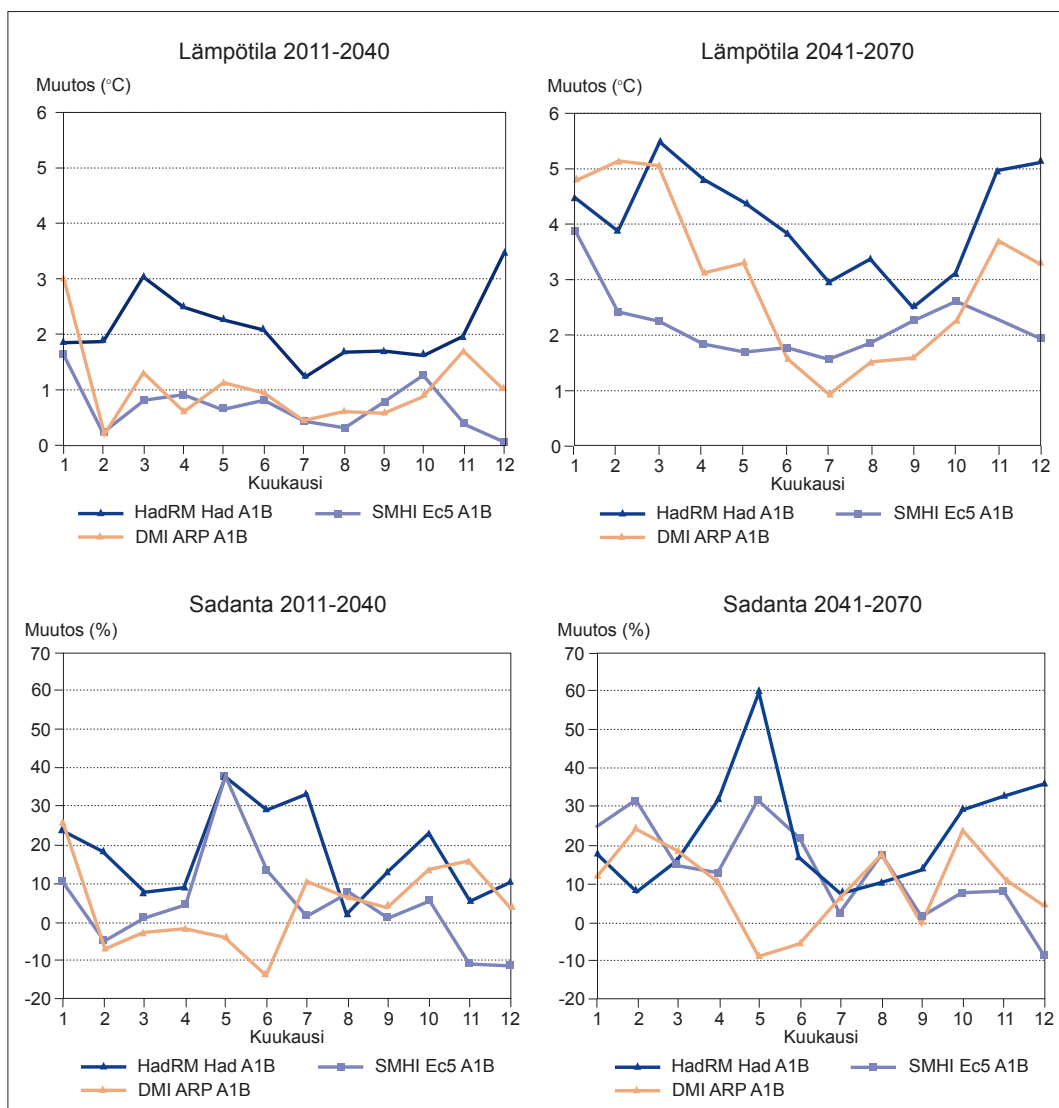 Lämpötila 2011-2040
Muutos (°C)
6
5
4
3
2
1
0
1 2 3 4 5 6 7 8 9 10 11 12
Kuukausi
HadRM Had A1B SMHI Ec5 A1B
DMI ARP A1B
Lämpötila 2041-2070
Muutos (°C)
6
5
4
3
2
1
0
1 2 3 4 5 6 7 8 9 10 11 12
Kuukausi
HadRM Had A1B SMHI Ec5 A1B
DMI ARP A1B
Sadanta 2011-2040
Muutos (%)
70
60
50
40
30
20
10
0
-10
-20
1 2 3 4 5 6 7 8 9 10 11 12
Kuukausi
HadRM Had A1B SMHI Ec5 A1B
DMI ARP A1B
Sadanta 2041-2070
Muutos (%)
70
60
50
40
30
20
10
0
-10
-20
1 2 3 4 5 6 7 8 9 10 11 12
Kuukausi
HadRM Had A1B SMHI Ec5 A1B
DMI ARP A1B